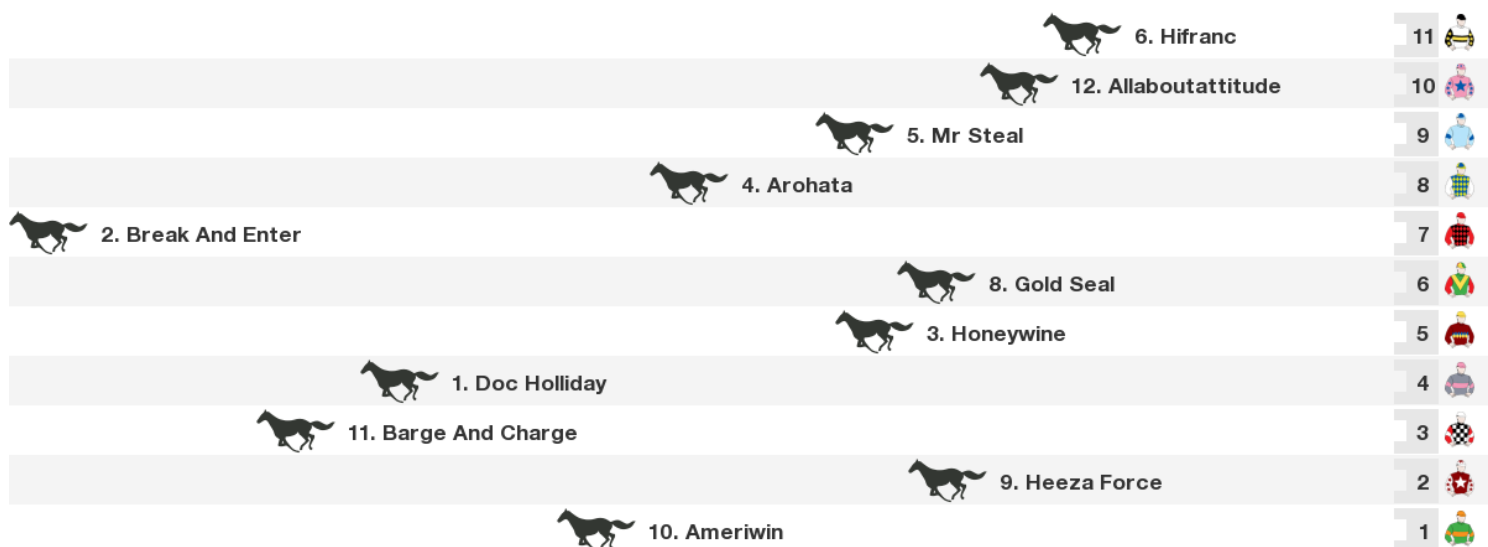 6. Hifranc 11
12. Allaboutattitude 10
5. Mr Steal 9
4. Arohata 8
2. Break And Enter 7
8. Gold Seal 6
3. Honeywine 5
1. Doc Holliday 4
11. Barge And Charge 3
9. Heeza Force 2
10. Ameriwin 1